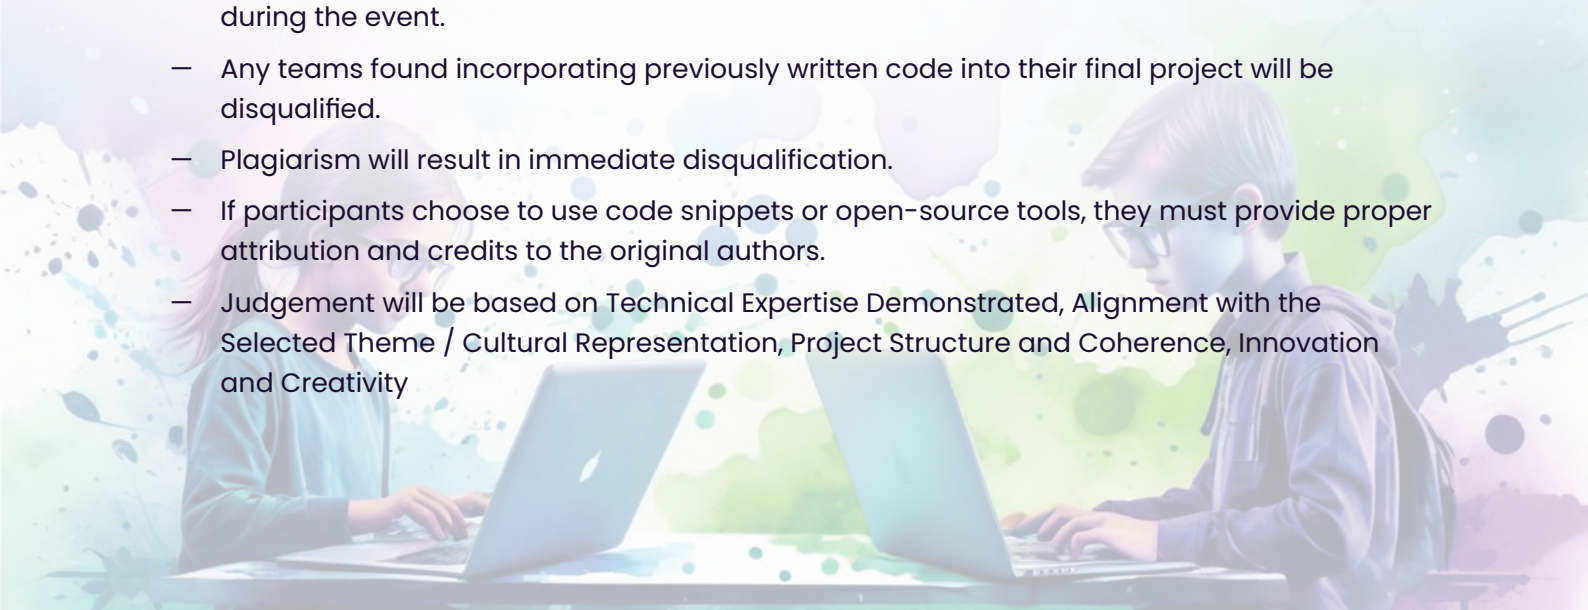 during the event.
— Any teams found incorporating previously written code into their final project will be
disqualified.
— Plagiarism will result in immediate disqualification.
— If participants choose to use code snippets or open-source tools, they must provide proper
attribution and credits to the original authors.
— Judgement will be based on Technical Expertise Demonstrated, Alignment with the
Selected Theme / Cultural Representation, Project Structure and Coherence, Innovation
and Creativity